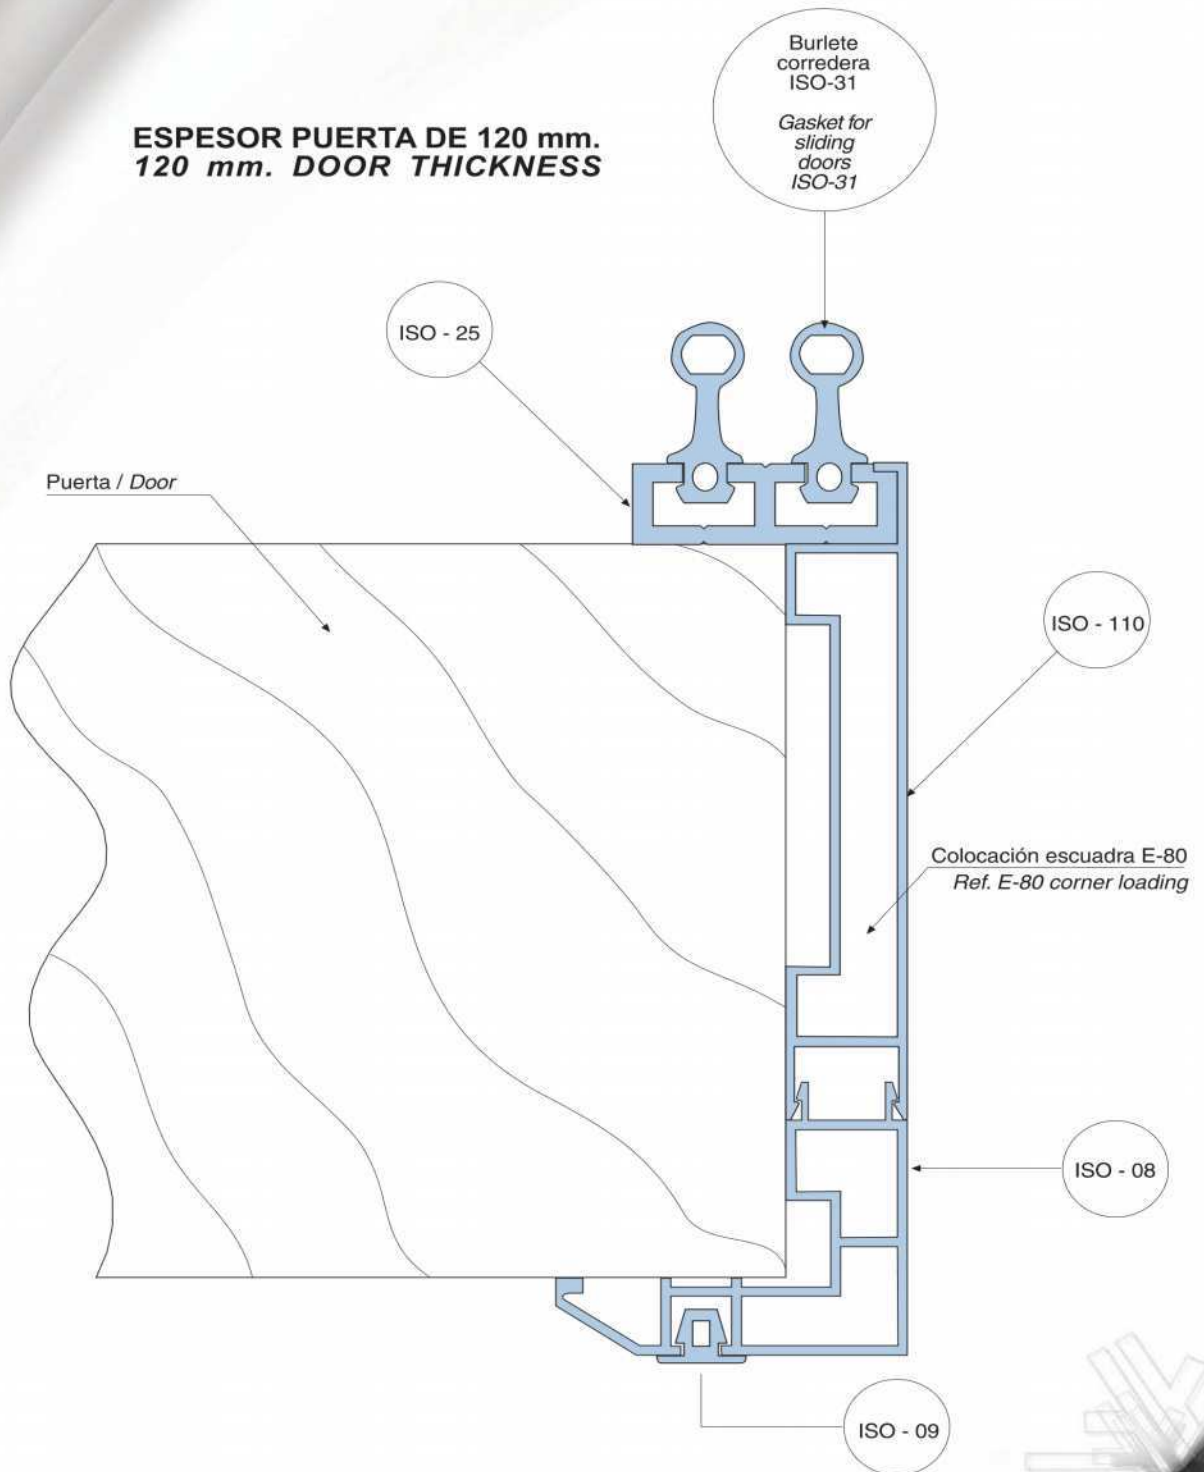 Burlete
corredera
ISO-31
Gasket for
sliding
doors
ISO-31
ESPESOR PUERTA DE 120 mm.
120 mm. DOOR THICKNESS
ISO - 25
Puerta / Door
ISO - 110
Colocación escuadra E-80
Ref. E-80 corner loading
ISO - 08
ISO - 09